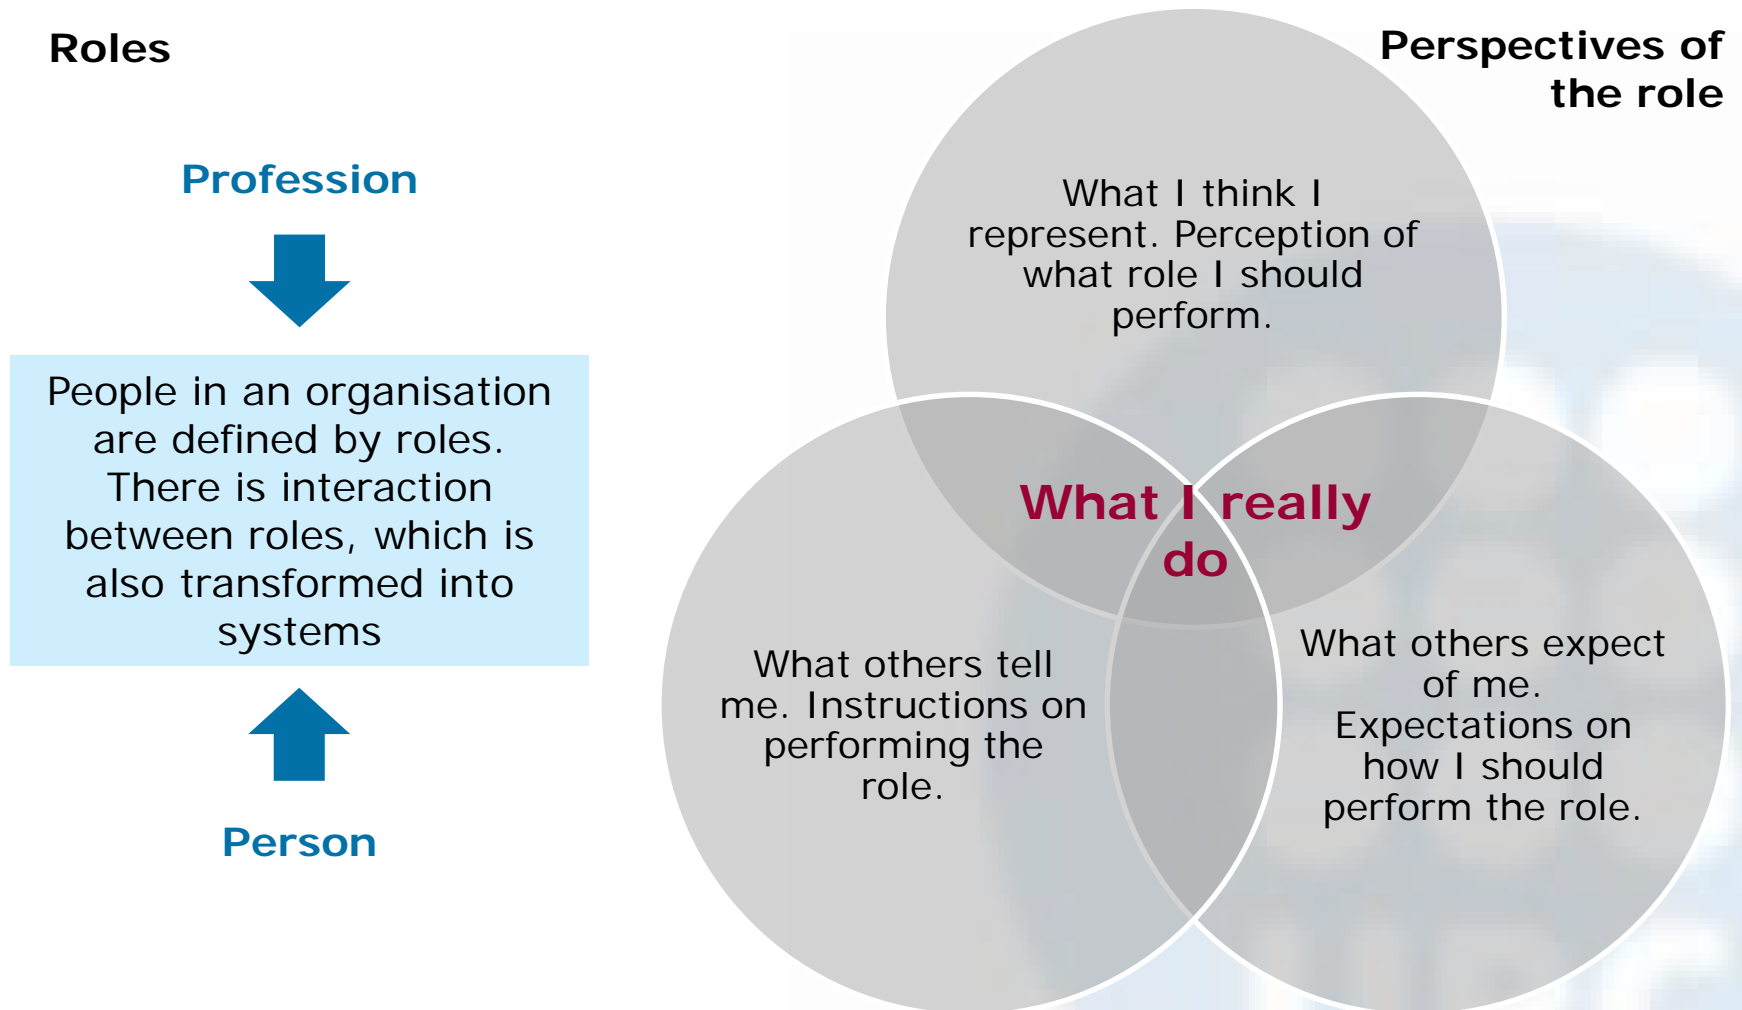 Roles
Profession
People in an organisation
are defined by roles.
There is interaction
between roles, which is
also transformed into
systems
Person
Perspectives of
the role
What I think I
represent. Perception of
what role I should
perform.
What I really
do
What others tell
me. Instructions on
performing the
role.
What others expect
of me.
Expectations on
how I should
perform the role.